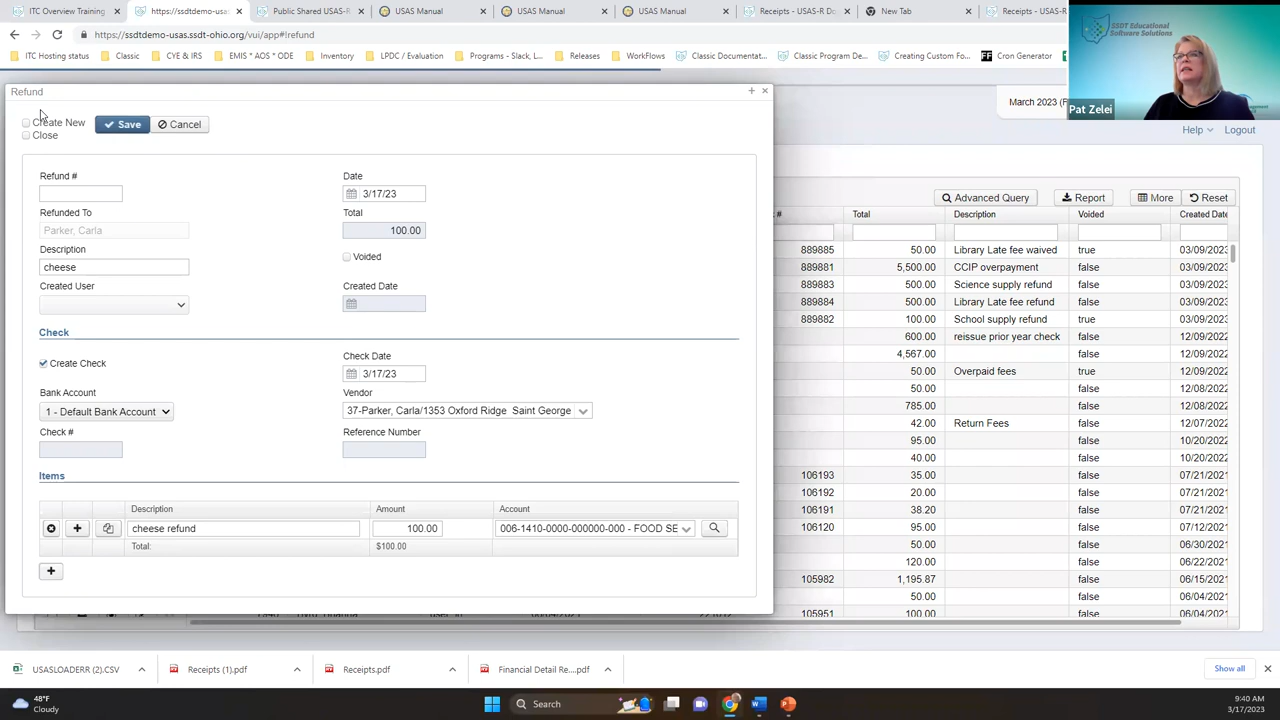 ITC Overview Training
https://ssdtdemo-usas.ssdt-
Public Shared USAS-R D
USAS Manual
USAS Manual
USAS Manual
Receipts - USAS-R Doc
New Tab
Receipts - USAS-R
https://ssdtdemo-usas.ssdt-ohio.org/vui/app#!refund
ITC Hosting status
Classic
CYE & IRS
EMIS * AOS * ODE
Inventory
LPDC / Education
Programs - Slack, L...
Releases
WorkFlows
Classic Documentat...
Classic Program De...
Creating Custom Fo...
Cron Generator
SSDT Educational
Software Solutions
Pat Zelei
March 2023
Help
Logout
Refund
Create New
Close
Save
Cancel
Refund #
Date
3/17/23
Refunded To
Total
Parker, Carla
100.00
Description
cheese
Voided
Created User
Created Date
Check
Create Check
Check Date
3/17/23
Bank Account
Vendor
1 - Default Bank Account
37-Parker, Carla/1353 Oxford Ridge Saint George
Check #
Reference Number
Items
Description Amount Account
cheese refund 100.00 006-1410-0000-000000-000 - FOOD SE
Total: $100.00
Advanced Query
Report
More
Reset
# Total Description Voided Created Date
889885 50.00 Library Late fee waived true 03/09/2023
889881 5,500.00 CCIP overpayment false 03/09/2023
889883 500.00 Science supply refund false 03/09/2023
889884 500.00 Library Late fee refund false 03/09/2023
889882 100.00 School supply refund true 03/09/2023
600.00 reissue prior year check false 12/09/2022
4,567.00 false 12/09/2022
50.00 Overpaid fees true 12/09/2022
50.00 false 12/08/2022
785.00 false 12/08/2022
42.00 Return Fees false 12/07/2022
95.00 false 10/20/2022
40.00 false 10/20/2022
106193 35.00 false 07/21/2021
106192 20.00 false 07/21/2021
106191 38.20 false 07/21/2021
106120 95.00 false 07/12/2021
50.00 false 06/30/2021
120.00 false 06/22/2021
105982 1,195.87 false 06/15/2021
50.00 false 06/04/2021
105951 100.00 false 06/04/2021
USASLOADERR (2).CSV
Receipts (1).pdf
Receipts.pdf
Financial Detail Re....pdf
Show all
48°F
Cloudy
Search
9:40 AM
3/17/2023